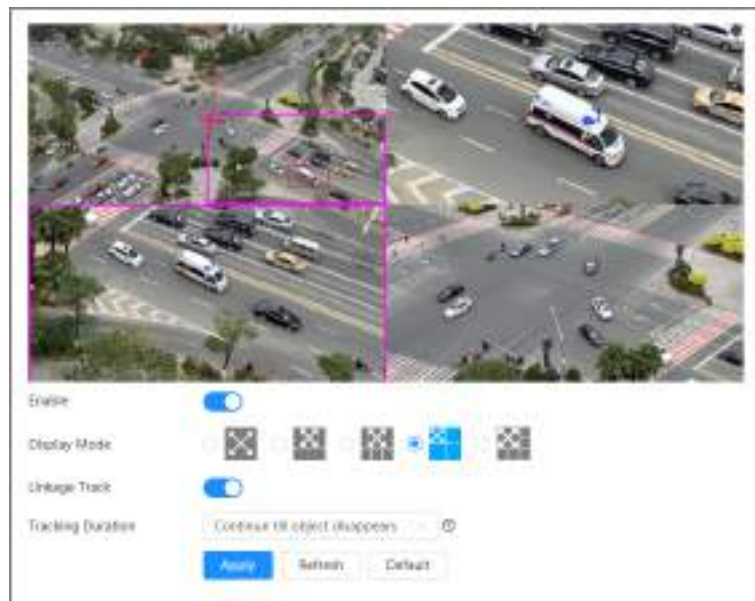 Enable
Display Mode
Linkage Track
Tracking Duration Continue till object disappears
Apply Refresh Default